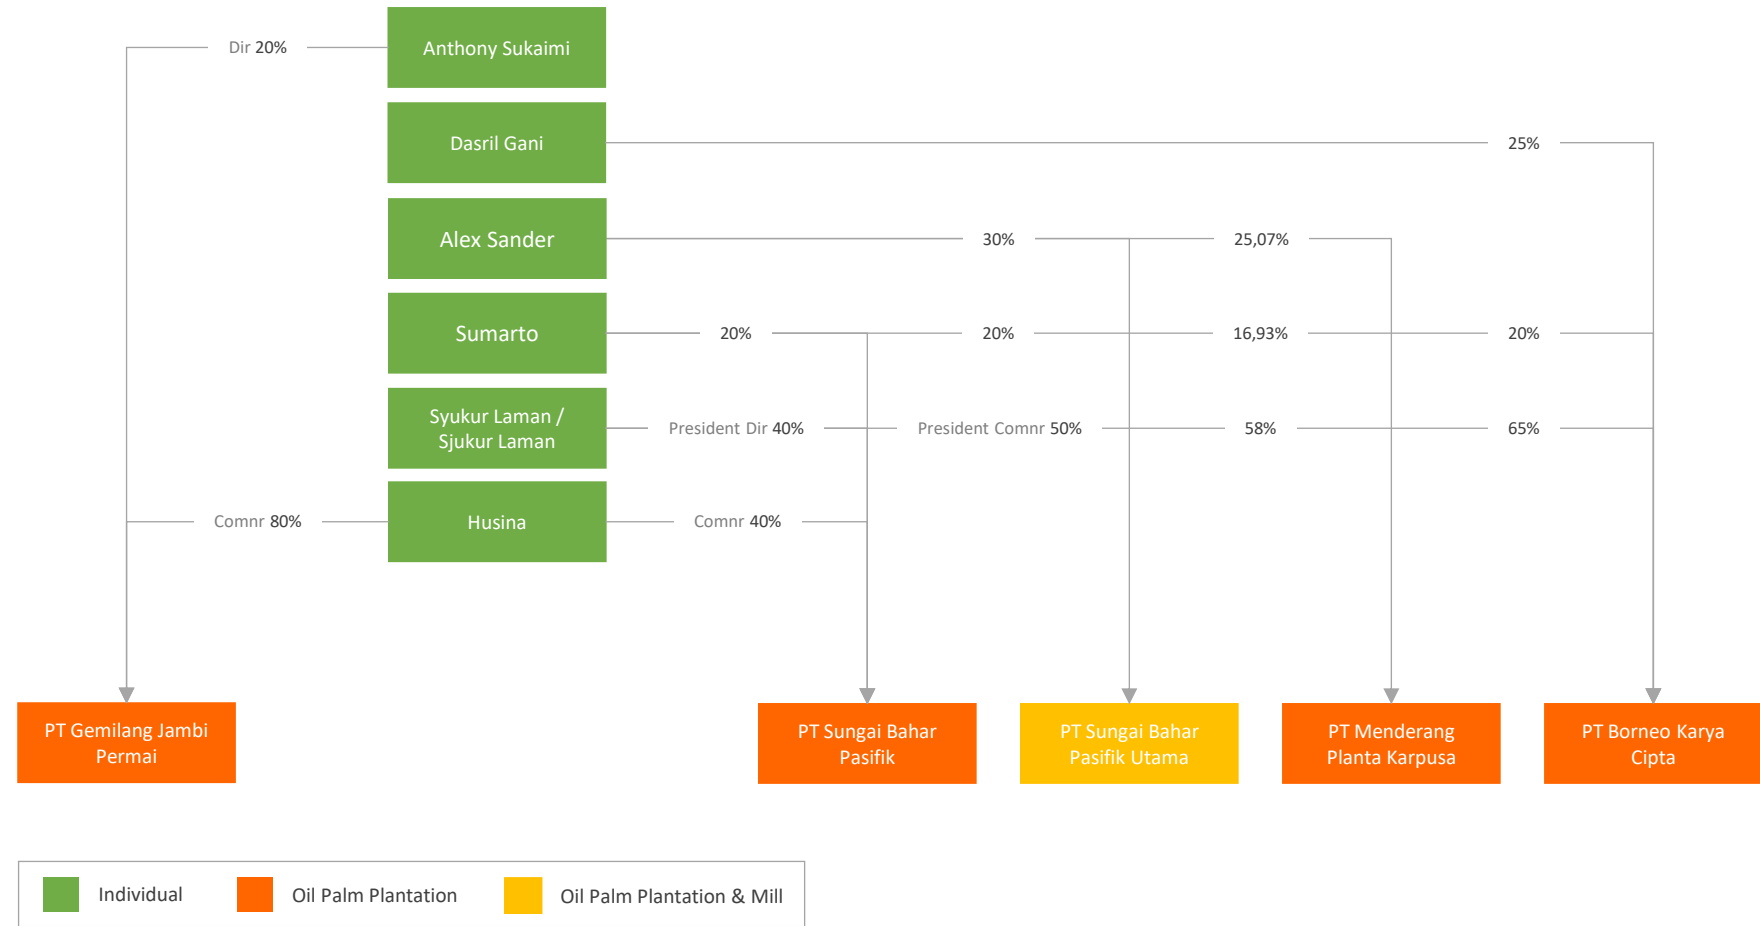 Dir 20%
Anthony Sukaimi
Dasril Gani
25%
Alex Sander
30%
25,07%
Sumarto
20%
20%
16,93%
20%
Syukur Laman /
Sjukur Laman
President Dir 40%
President Comnr 50%
58%
65%
Comnr 80%
Husina
Comnr 40%
PT Gemilang Jambi
Permai
PT Sungai Bahar
Pasifik
PT Sungai Bahar
Pasifik Utama
PT Menderang
Planta Karpusa
PT Borneo Karya
Cipta
Individual
Oil Palm Plantation
Oil Palm Plantation & Mill